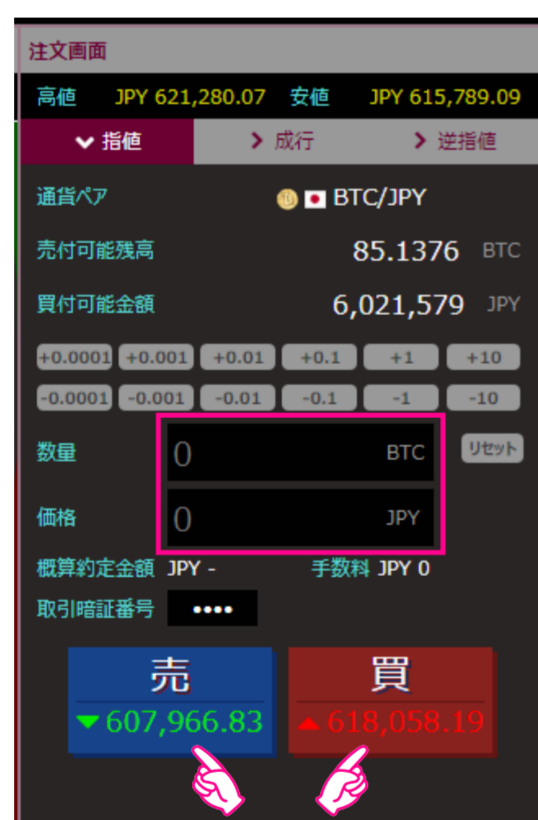 注文画面
高値 JPY 621,280.07 安値 JPY 615,789.09
指値 成行 逆指値
通貨ペア BTC/JPY
売付可能残高 85.1376 BTC
買付可能金額 6,021,579 JPY
+0.0001 +0.001 +0.01 +0.1 +1 +10
-0.0001 -0.001 -0.01 -0.1 -1 -10
数量 0 BTC リセット
価格 0 JPY
概算約定金額 JPY - 手数料 JPY 0
取引暗証番号 ••••
売 買
607,966.83 618,058.19